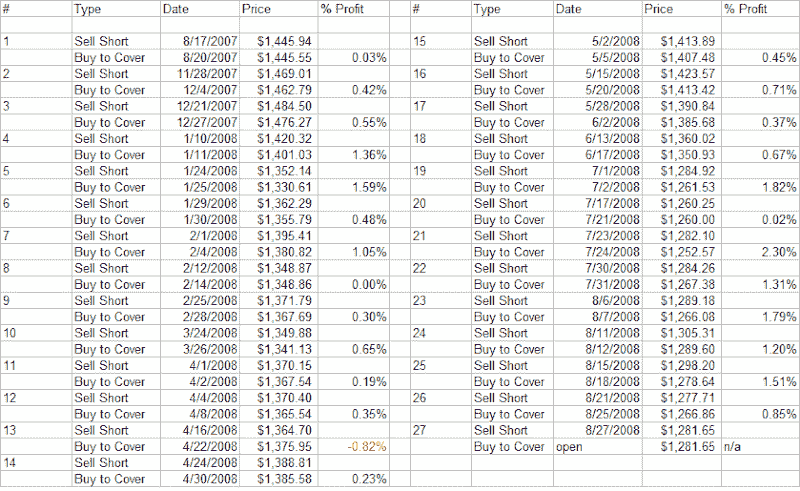 # Type Date Price % Profit # Type Date Price % Profit
1 Sell Short 8/17/2007 $1,445.94 15 Sell Short 5/2/2008 $1,413.89
Buy to Cover 8/20/2007 $1,445.55 0.03% Buy to Cover 5/5/2008 $1,407.48 0.45%
2 Sell Short 11/28/2007 $1,469.01 16 Sell Short 5/15/2008 $1,423.57
Buy to Cover 12/4/2007 $1,462.79 0.42% Buy to Cover 5/20/2008 $1,413.42 0.71%
3 Sell Short 12/21/2007 $1,484.50 17 Sell Short 5/28/2008 $1,390.84
Buy to Cover 12/27/2007 $1,476.27 0.55% Buy to Cover 6/2/2008 $1,385.68 0.37%
4 Sell Short 1/10/2008 $1,420.32 18 Sell Short 6/13/2008 $1,360.02
Buy to Cover 1/11/2008 $1,401.03 1.36% Buy to Cover 6/17/2008 $1,350.93 0.67%
5 Sell Short 1/24/2008 $1,352.14 19 Sell Short 7/1/2008 $1,284.92
Buy to Cover 1/25/2008 $1,330.61 1.59% Buy to Cover 7/2/2008 $1,261.53 1.82%
6 Sell Short 1/29/2008 $1,362.29 20 Sell Short 7/17/2008 $1,260.25
Buy to Cover 1/30/2008 $1,355.79 0.48% Buy to Cover 7/21/2008 $1,260.00 0.02%
7 Sell Short 2/1/2008 $1,395.41 21 Sell Short 7/23/2008 $1,282.10
Buy to Cover 2/4/2008 $1,380.82 1.05% Buy to Cover 7/24/2008 $1,252.57 2.30%
8 Sell Short 2/12/2008 $1,348.87 22 Sell Short 7/30/2008 $1,284.26
Buy to Cover 2/14/2008 $1,348.86 0.00% Buy to Cover 7/31/2008 $1,267.38 1.31%
9 Sell Short 2/25/2008 $1,371.79 23 Sell Short 8/6/2008 $1,289.18
Buy to Cover 2/28/2008 $1,367.69 0.30% Buy to Cover 8/7/2008 $1,266.08 1.79%
10 Sell Short 3/24/2008 $1,349.88 24 Sell Short 8/11/2008 $1,305.31
Buy to Cover 3/26/2008 $1,341.13 0.65% Buy to Cover 8/12/2008 $1,289.60 1.20%
11 Sell Short 4/1/2008 $1,370.15 25 Sell Short 8/15/2008 $1,298.20
Buy to Cover 4/2/2008 $1,367.54 0.19% Buy to Cover 8/18/2008 $1,278.64 1.51%
12 Sell Short 4/4/2008 $1,370.40 26 Sell Short 8/21/2008 $1,277.71
Buy to Cover 4/8/2008 $1,365.54 0.35% Buy to Cover 8/25/2008 $1,266.86 0.85%
13 Sell Short 4/16/2008 $1,364.70 27 Sell Short 8/27/2008 $1,281.65
Buy to Cover 4/22/2008 $1,375.95 -0.82% Buy to Cover open $1,281.65 n/a
14 Sell Short 4/24/2008 $1,388.81
Buy to Cover 4/30/2008 $1,385.58 0.23%